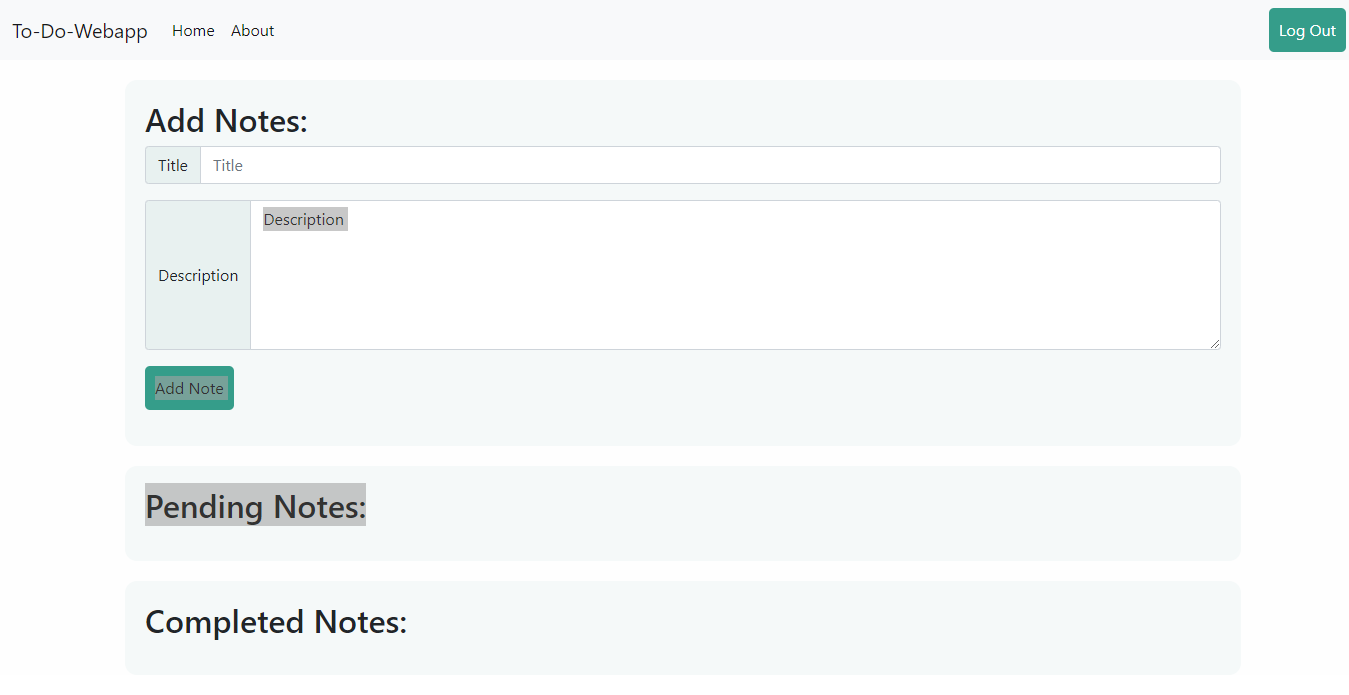 To-Do-Webapp Home About Log Out
Add Notes:
Title Title
Description
Description
Add Note
Pending Notes:
Completed Notes: